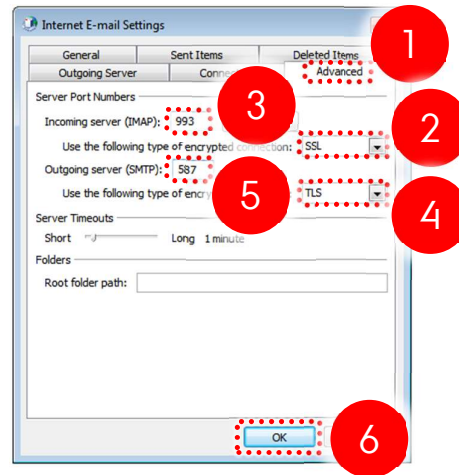 Internet E-mail Settings
General Sent Items Deleted Items
Outgoing Server Advanced
1
Server Port Numbers
Incoming server (IMAP): 993
3
Use the following type of encrypted connection: SSL
2
Outgoing server (SMTP): 587
Use the following type of TLS
5
4
Server Timeouts
Short Long 1 minute
Folders
Root folder path:
OK
6